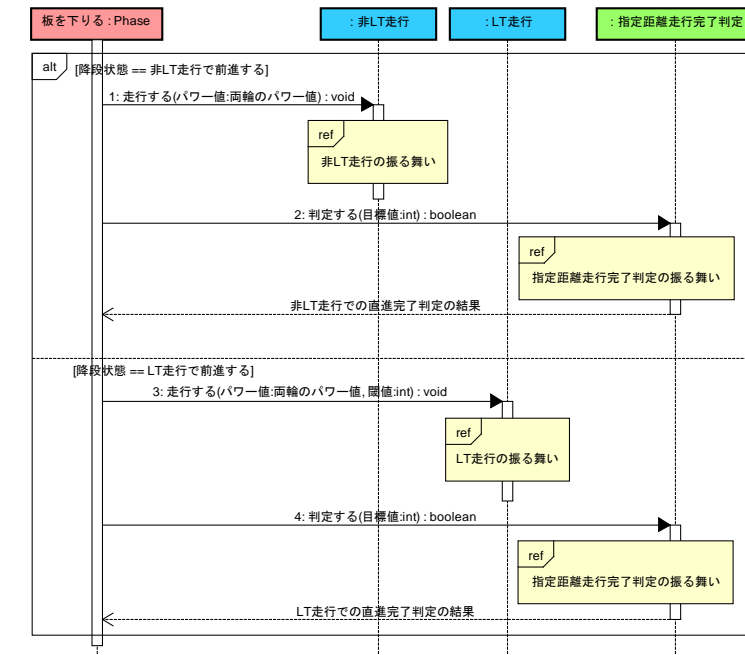 板を下りる : Phase
: 非LT走行
: LT走行
: 指定距離走行完了判定
alt
[降段状態 == 非LT走行で前進する]
1: 走行する(パワー値:両輪のパワー値) : void
ref
非LT走行の振る舞い
2: 判定する(目標値:int) : boolean
ref
指定距離走行完了判定の振る舞い
非LT走行での直進完了判定の結果
[降段状態 == LT走行で前進する]
3: 走行する(パワー値:両輪のパワー値, 閾値:int) : void
ref
LT走行の振る舞い
4: 判定する(目標値:int) : boolean
ref
指定距離走行完了判定の振る舞い
LT走行での直進完了判定の結果